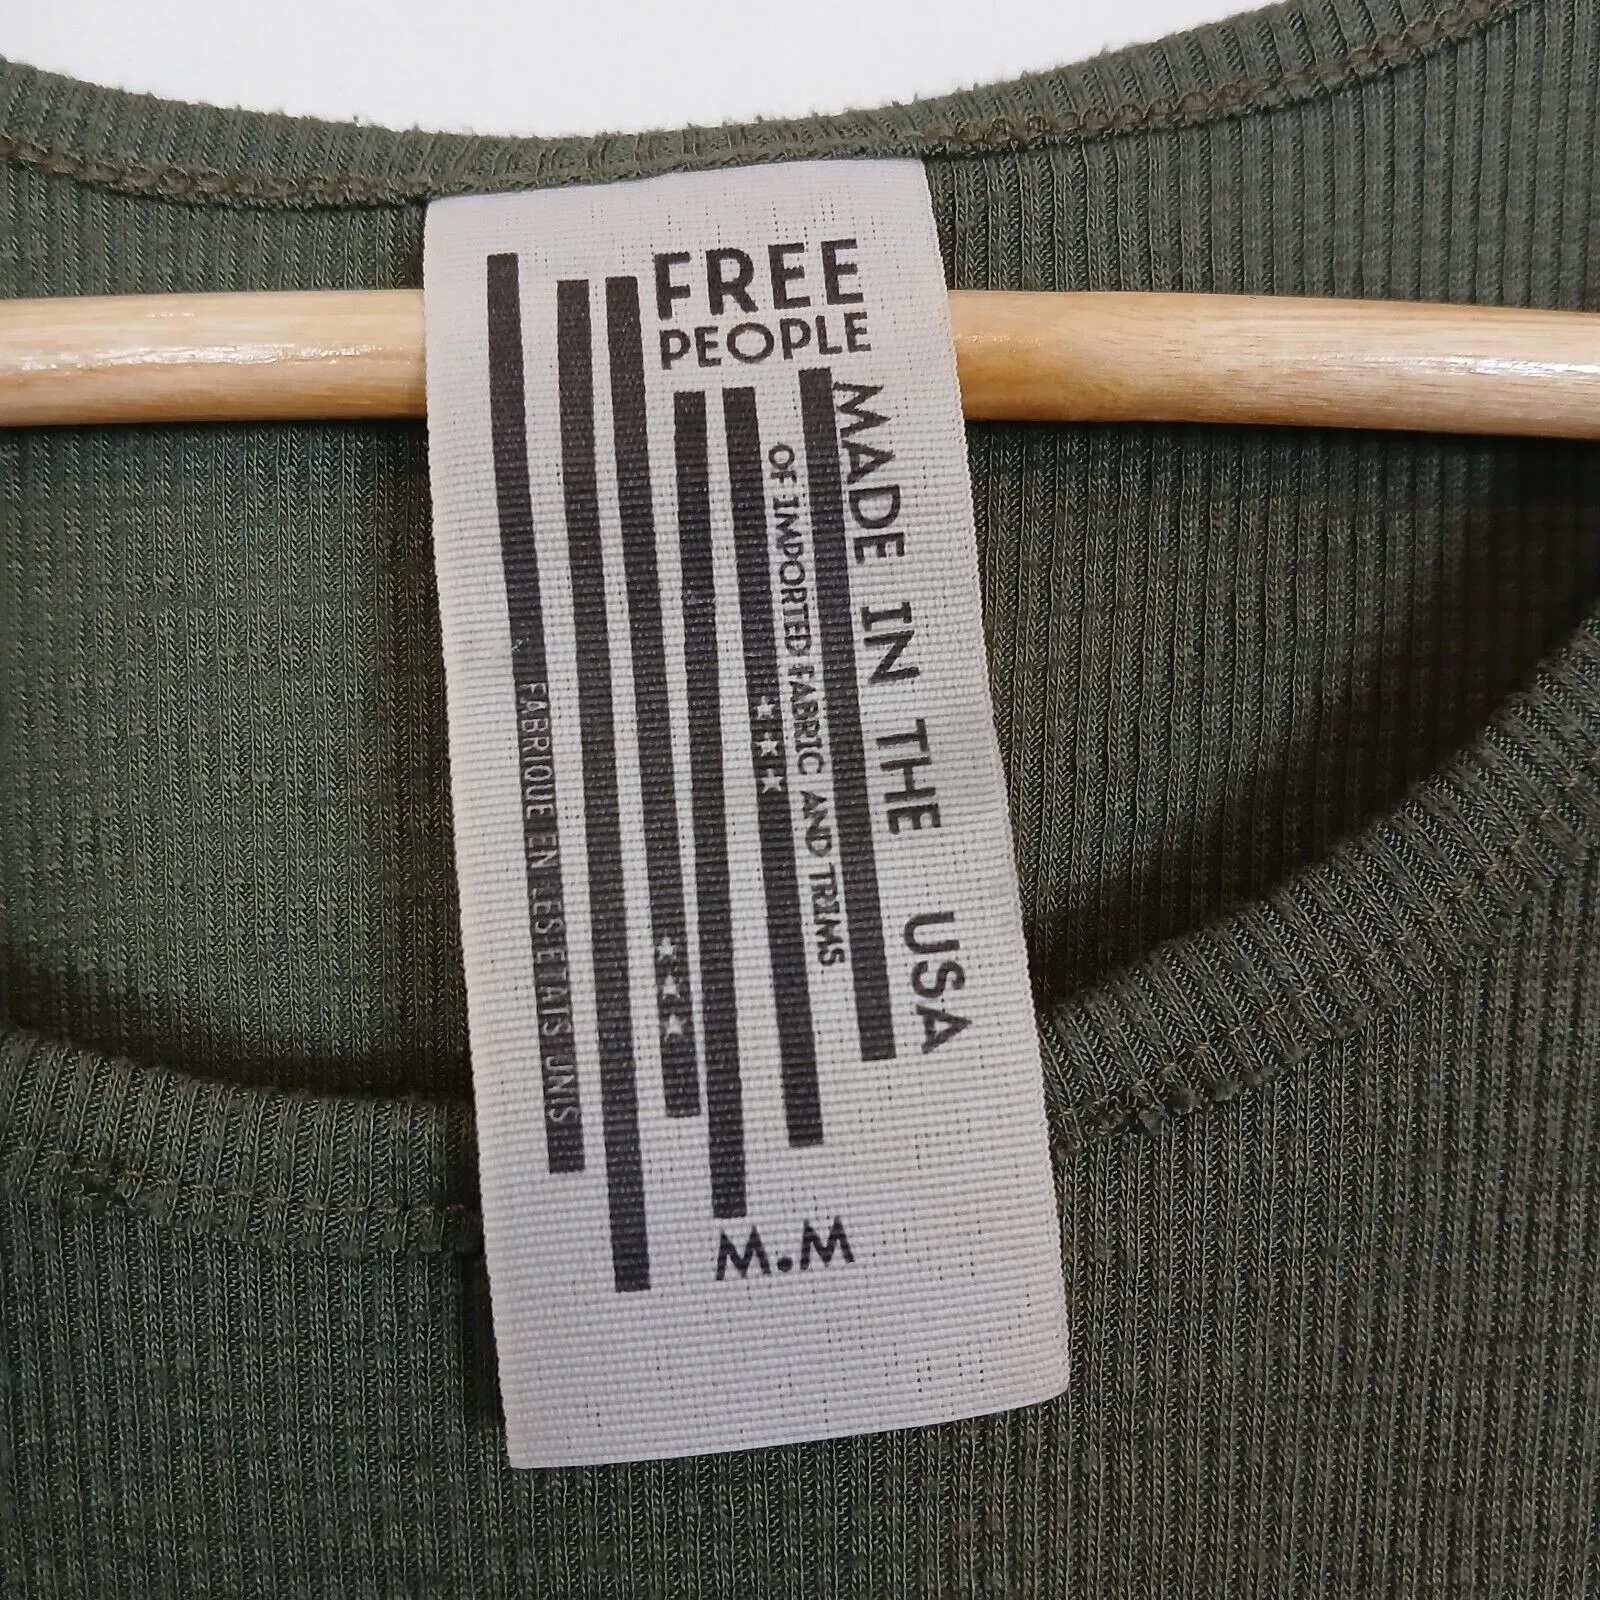 FREE
PEOPLE
MADE IN THE USA
OF IMPORTED FABRIC AND TRIMS
FABRIQUE EN LES ETATS UNIS
M.M